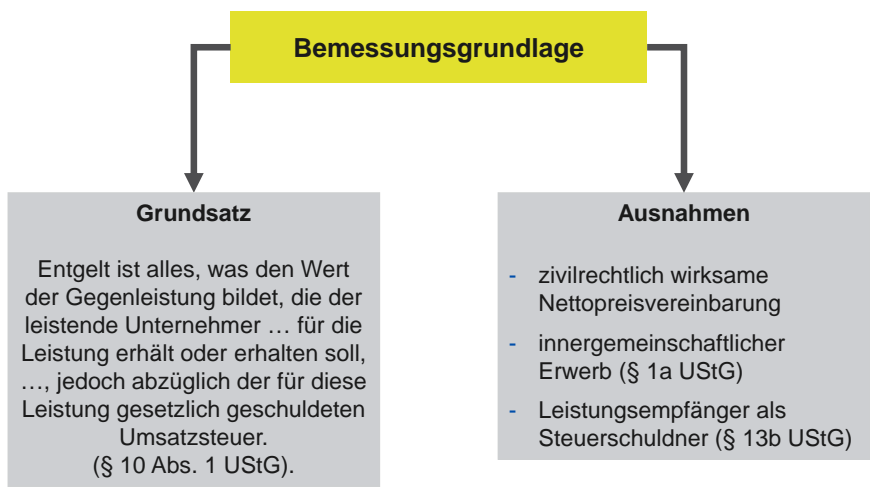 Bemessungsgrundlage
Grundsatz
Entgelt ist alles, was den Wert
der Gegenleistung bildet, die der
leistende Unternehmer … für die
Leistung erhält oder erhalten soll,
…, jedoch abzüglich der für diese
Leistung gesetzlich geschuldeten
Umsatzsteuer.
(§ 10 Abs. 1 UStG).
Ausnahmen
- zivilrechtlich wirksame
Nettopreisvereinbarung
- innergemeinschaftlicher
Erwerb (§ 1a UStG)
- Leistungsempfänger als
Steuerschuldner (§ 13b UStG)